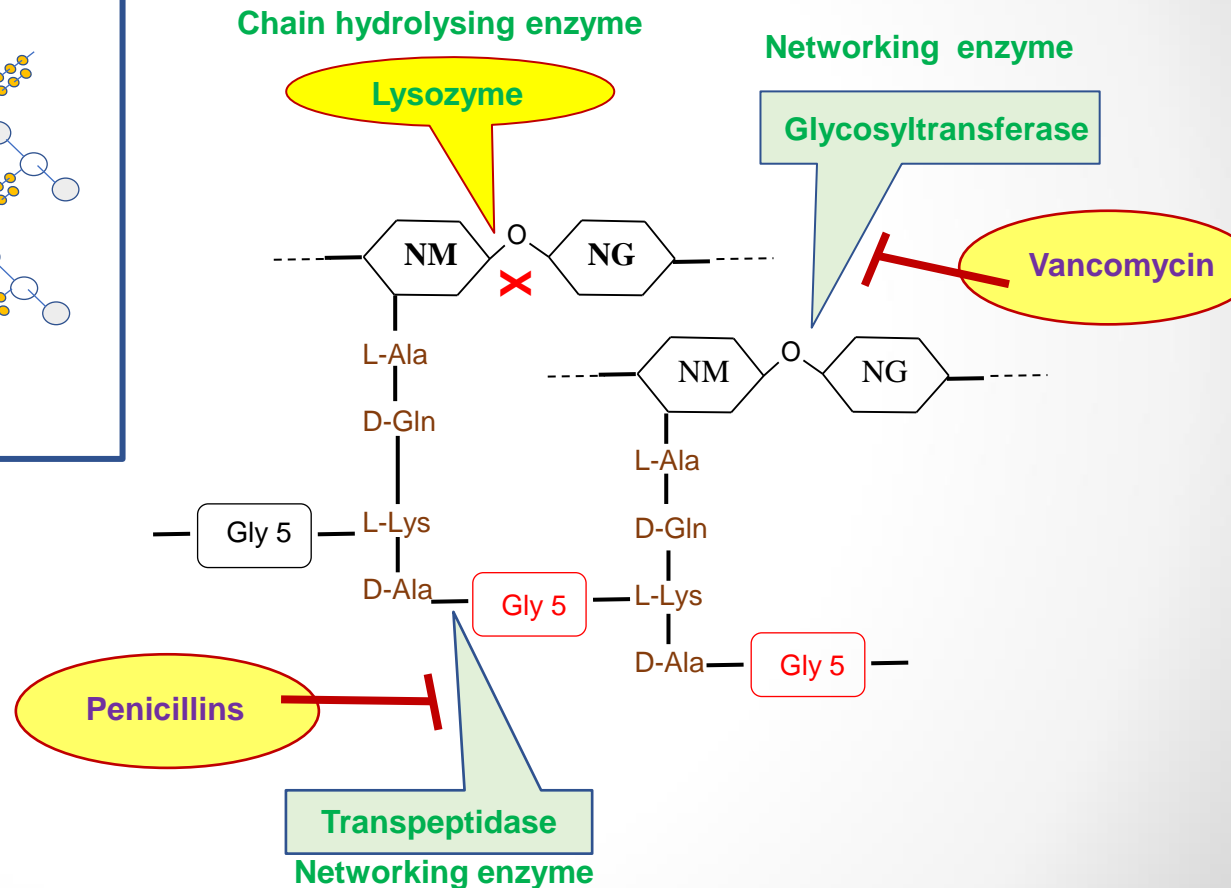 Chain hydrolysing enzyme
Networking enzyme
Lysozyme
Glycosyltransferase
O
NM
NG
Vancomycin
X
L-Ala
O
NM
NG
D-Gln
L-Ala
Gly 5
L-Lys
D-Gln
D-Ala
Gly 5
L-Lys
D-Ala
Gly 5
Penicillins
Transpeptidase
Networking enzyme